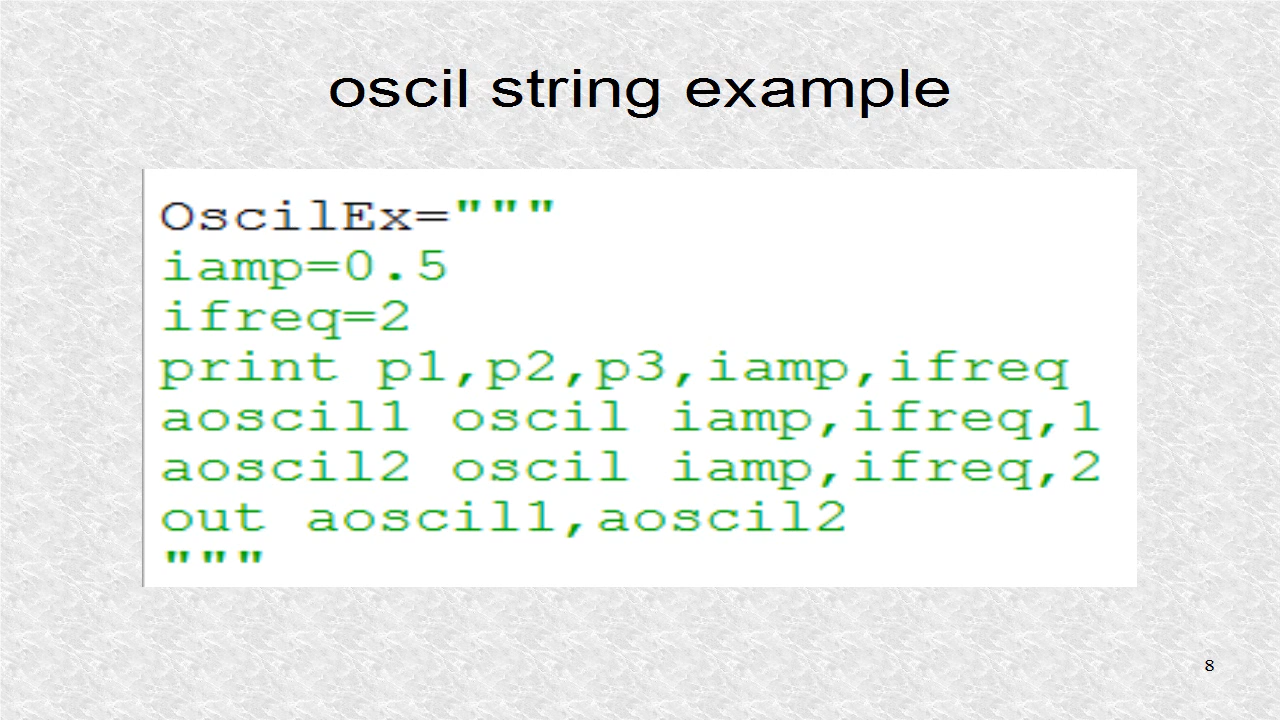 oscil string example
OscilEx="""
iamp=0.5
ifreq=2
print p1,p2,p3,iamp,ifreq
aoscil1 oscil iamp,ifreq,1
aoscil2 oscil iamp,ifreq,2
out aoscil1,aoscil2
"""
8